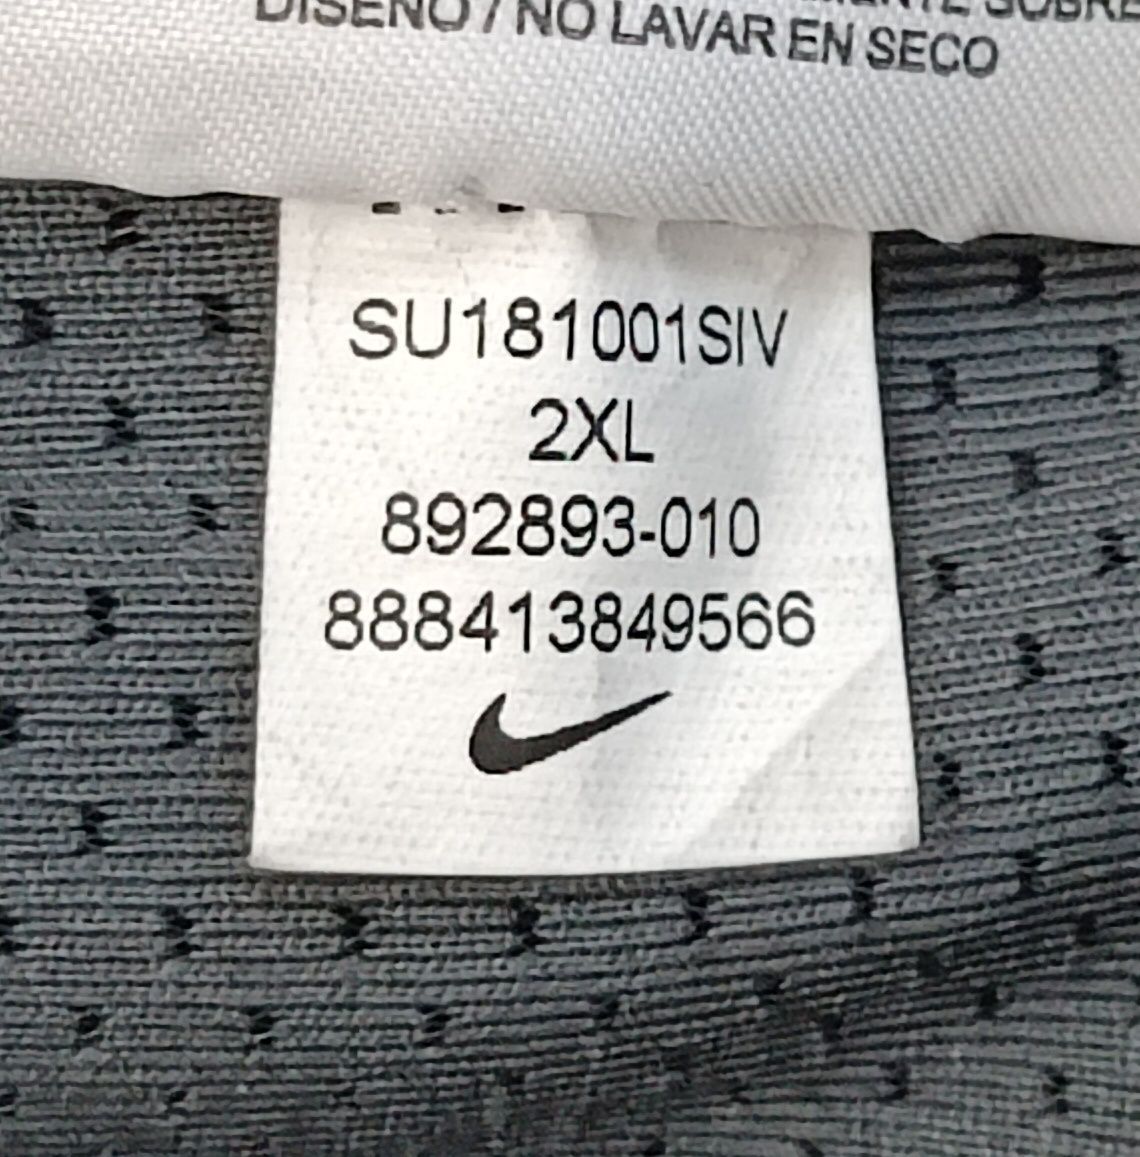 DISEÑO / NO LAVAR EN SECO
SU181001SIV
2XL
892893-010
888413849566